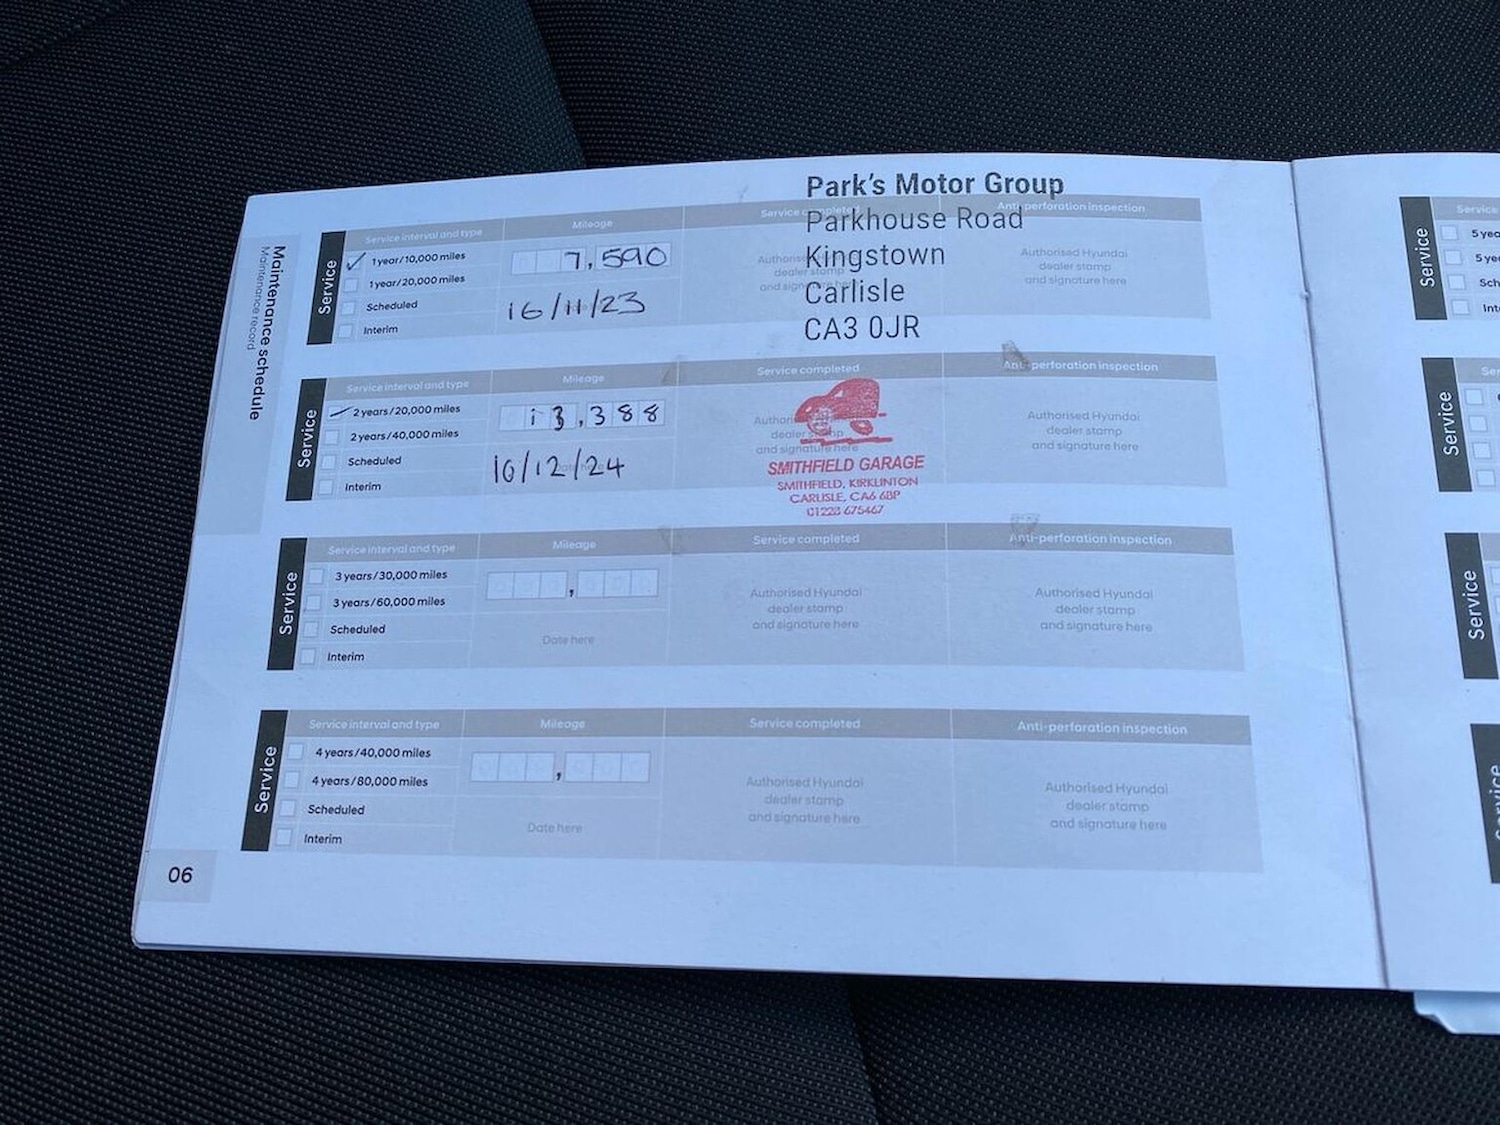 Maintenance schedule
Maintenance record
Park's Motor Group
Parkhouse Road
Kingstown
Carlisle
CA3 0JR
Service
Service interval and type
Mileage
Service completed
Anti-perforation inspection
1 year/10,000 miles
1 year/20,000 miles
Scheduled
Interim
7,590
16/11/23
Authorised Hyundai
dealer stamp
and signature here
Service
Service interval and type
Mileage
Service completed
Anti-perforation inspection
2 years/20,000 miles
2 years/40,000 miles
Scheduled
Interim
13,388
10/12/24
dealer stamp
and signature here
SMITHFIELD GARAGE
SMITHFIELD, KIRKLINTON
CARLISLE, CA6 6BP
01228 675467
Authorised Hyundai
dealer stamp
and signature here
Service
Service interval and type
Mileage
Service completed
Anti-perforation inspection
3 years/30,000 miles
3 years/60,000 miles
Scheduled
Interim
Date here
Authorised Hyundai
dealer stamp
and signature here
Authorised Hyundai
dealer stamp
and signature here
Service
Service interval and type
Mileage
Service completed
Anti-perforation inspection
4 years/40,000 miles
4 years/80,000 miles
Scheduled
Interim
Date here
Authorised Hyundai
dealer stamp
and signature here
Authorised Hyundai
dealer stamp
and signature here
06
Service
Service
Service